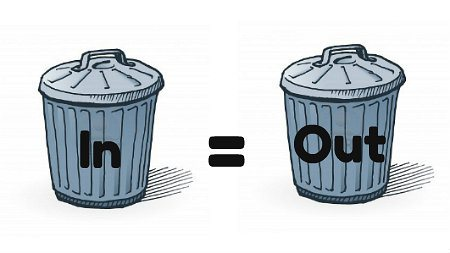 In = Out